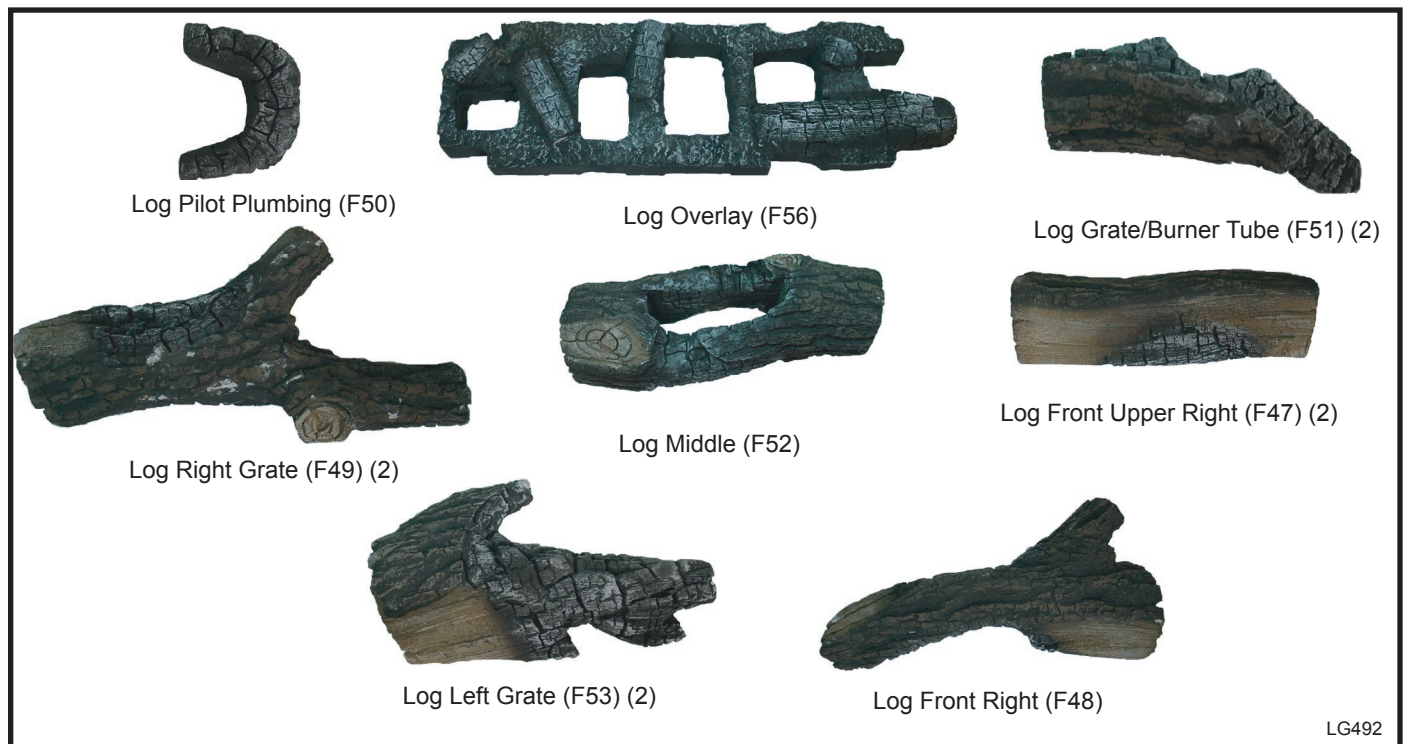 Log Pilot Plumbing (F50)
Log Overlay (F56)
Log Grate/Burner Tube (F51) (2)
Log Right Grate (F49) (2)
Log Middle (F52)
Log Front Upper Right (F47) (2)
Log Left Grate (F53) (2)
Log Front Right (F48)
LG492